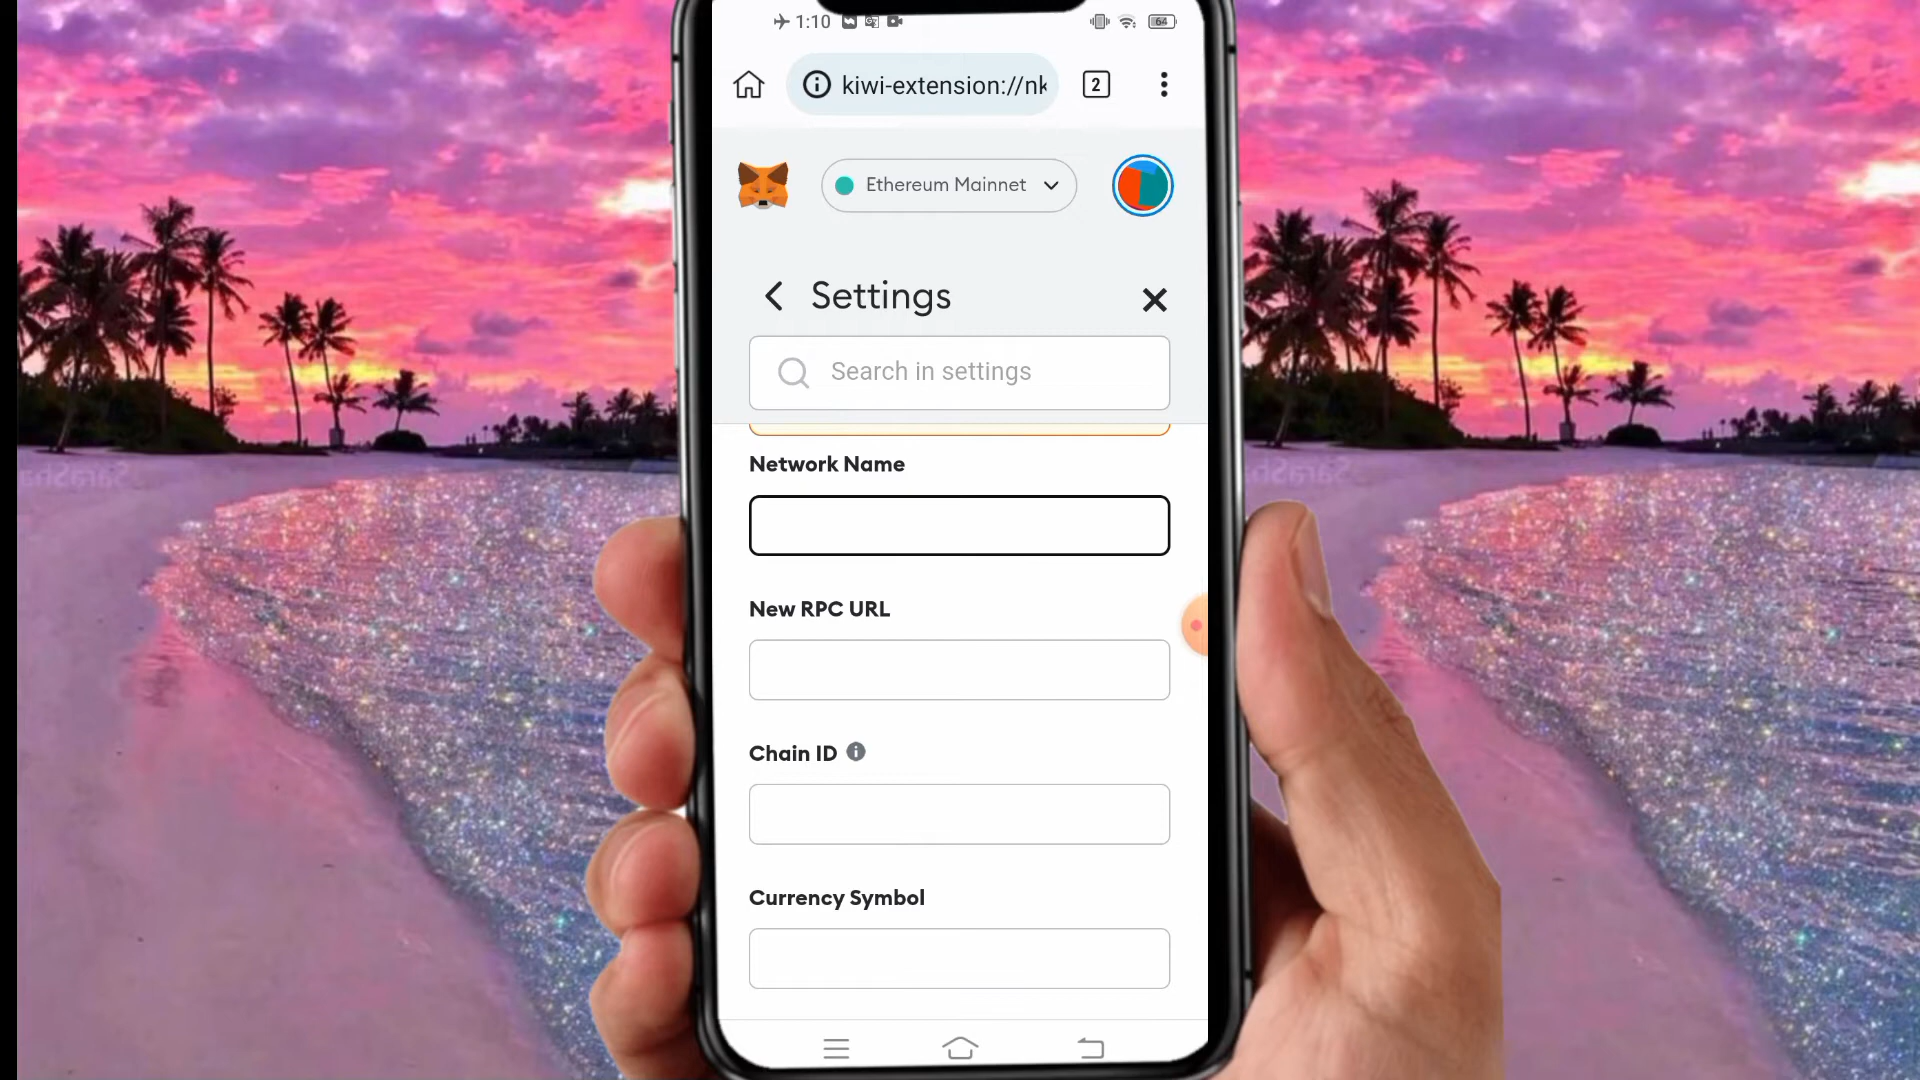 1:10
64
kiwi-extension://nk
2
Ethereum Mainnet
Settings
Search in settings
Network Name
New RPC URL
Chain ID
Currency Symbol